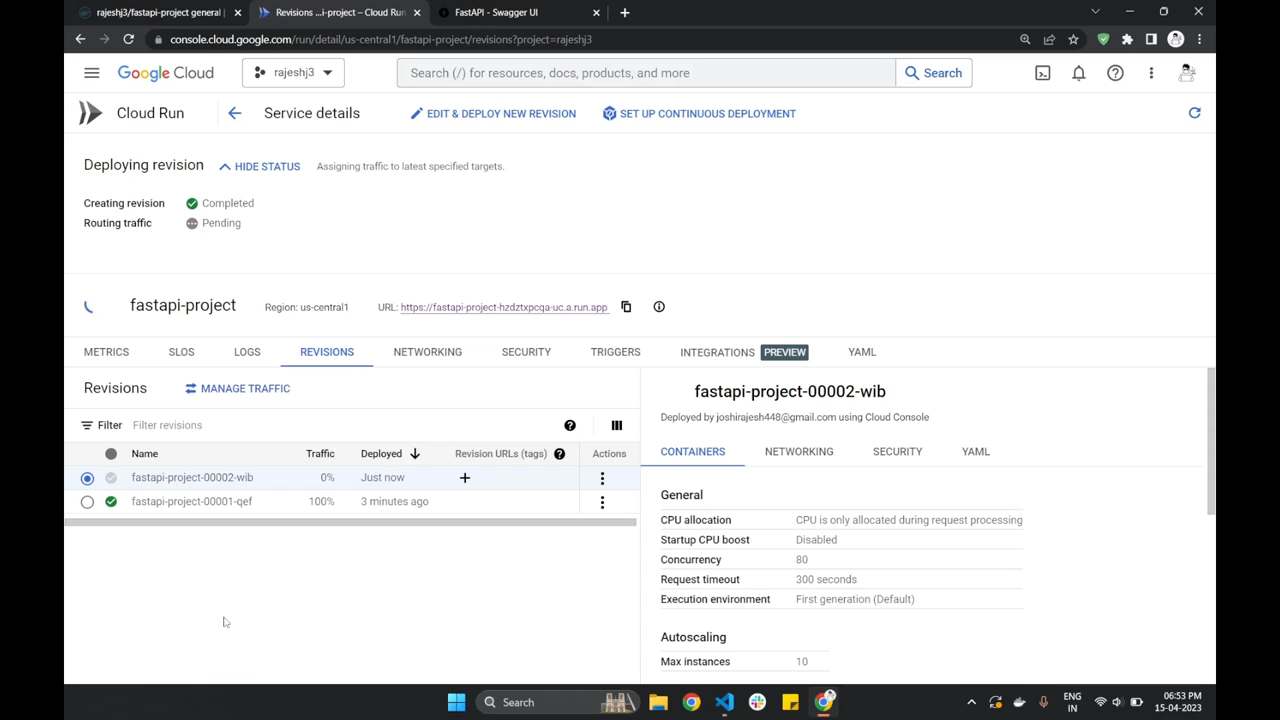 rajeshj3/fastapi-project general |
Revisions ...i-project – Cloud Run
FastAPI - Swagger UI
console.cloud.google.com/run/detail/us-central1/fastapi-project/revisions?project=rajeshj3
Google Cloud
rajeshj3
Search (/) for resources, docs, products, and more
Search
Cloud Run
Service details
EDIT & DEPLOY NEW REVISION
SET UP CONTINUOUS DEPLOYMENT
Deploying revision
HIDE STATUS
Assigning traffic to latest specified targets.
Creating revision Completed
Routing traffic Pending
fastapi-project
Region: us-central1
URL: https://fastapi-project-hzdztxpcqa-uc.a.run.app
METRICS SLOS LOGS REVISIONS NETWORKING SECURITY TRIGGERS INTEGRATIONS PREVIEW YAML
Revisions
MANAGE TRAFFIC
Filter Filter revisions
Name Traffic Deployed Revision URLs (tags) Actions
fastapi-project-00002-wib 0% Just now
fastapi-project-00001-qef 100% 3 minutes ago
fastapi-project-00002-wib
Deployed by joshirajesh448@gmail.com using Cloud Console
CONTAINERS NETWORKING SECURITY YAML
General
CPU allocation CPU is only allocated during request processing
Startup CPU boost Disabled
Concurrency 80
Request timeout 300 seconds
Execution environment First generation (Default)
Autoscaling
Max instances 10
Search
ENG
IN
06:53 PM
15-04-2023